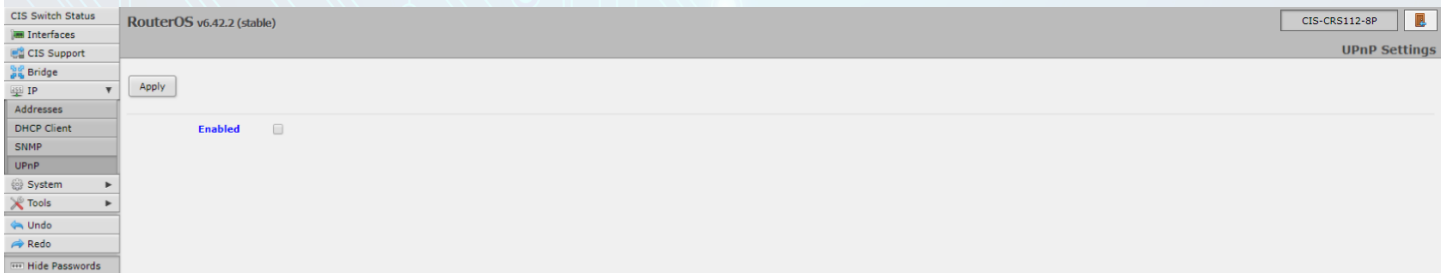 CIS Switch Status
Interfaces
CIS Support
Bridge
IP
Addresses
DHCP Client
SNMP
UPnP
System
Tools
Undo
Redo
Hide Passwords
RouterOS v6.42.2 (stable)
CIS-CRS112-8P
UPnP Settings
Apply
Enabled